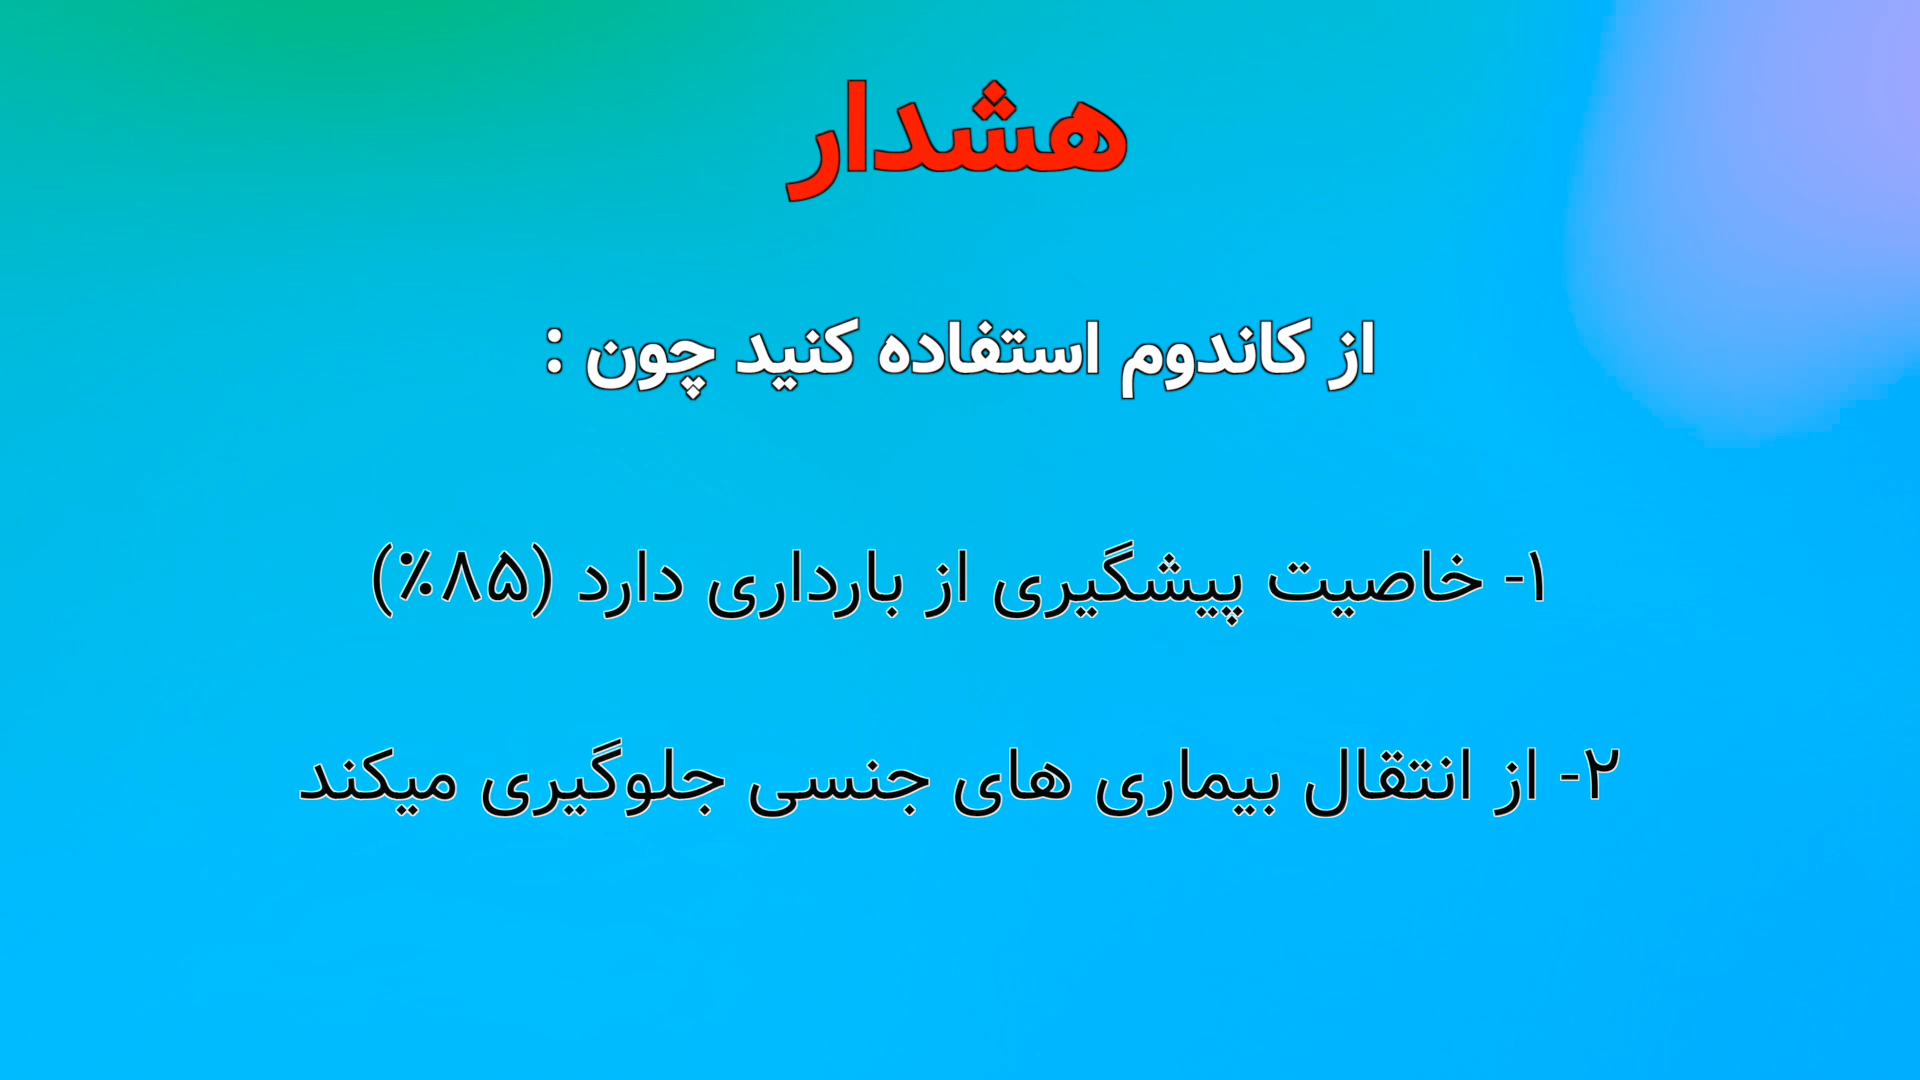 هشدار
از کاندوم استفاده کنید چون :
۱- خاصیت پیشگیری از بارداری دارد (۸۵٪)
۲- از انتقال بیماری های جنسی جلوگیری میکند